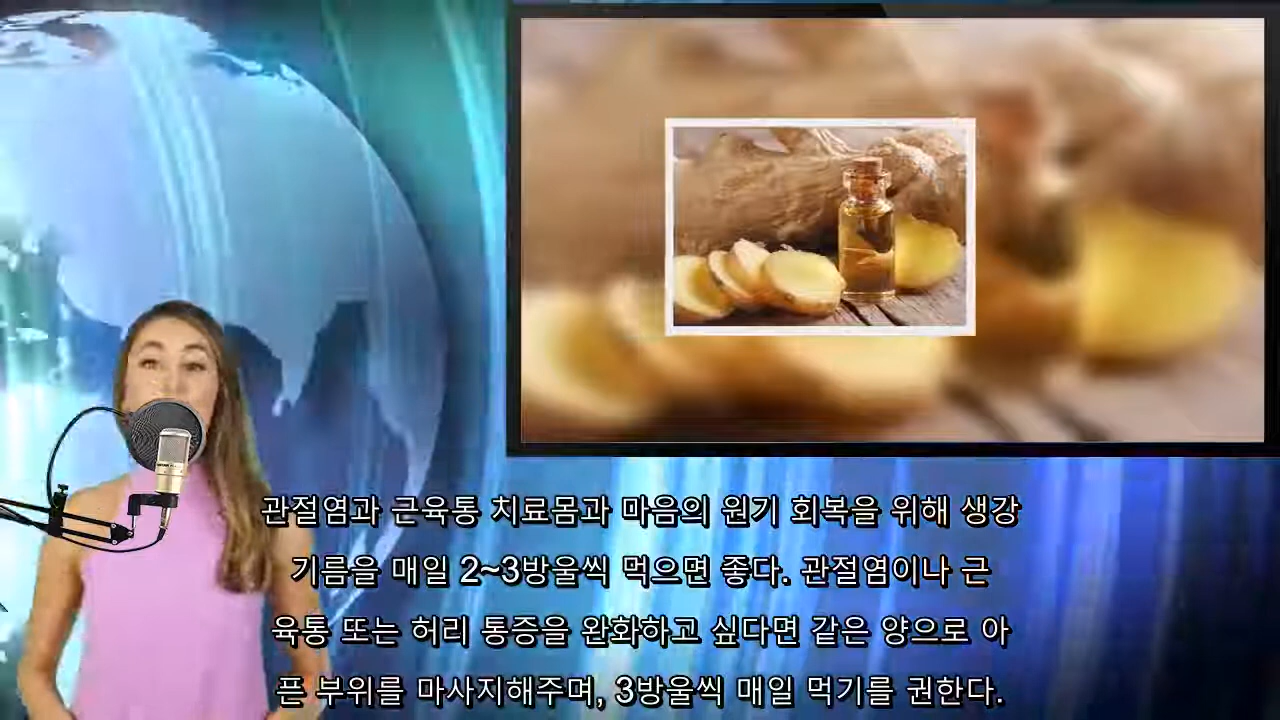 관절염과 근육통 치료몸과 마음의 원기 회복을 위해 생강
기름을 매일 2~3방울씩 먹으면 좋다. 관절염이나 근
육통 또는 허리 통증을 완화하고 싶다면 같은 양으로 아
픈 부위를 마사지해주며, 3방울씩 매일 먹기를 권한다.